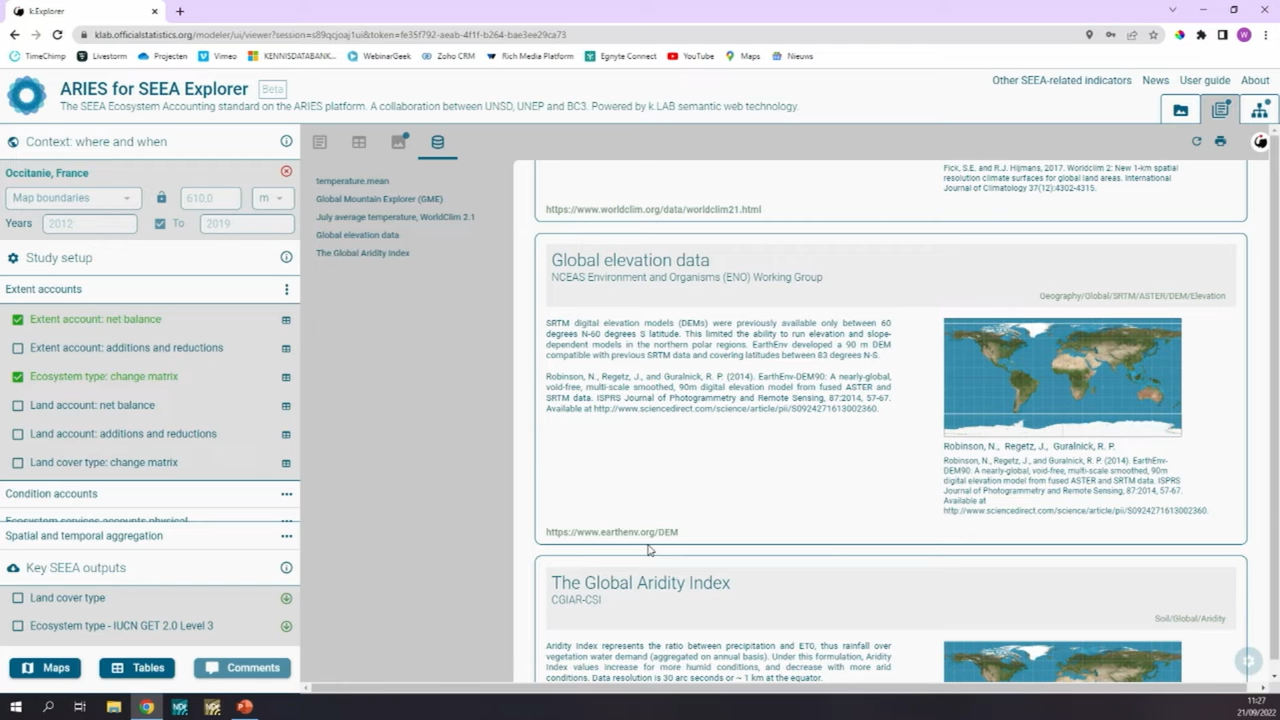 k.Explorer
klab.officialstatistics.org/modeler/ui/viewer?session=s89qcjoaj1ui&token=fe35f792-aeab-4f1f-b264-bae3ee29ca73
TimeChimp
Livestorm
Projecten
Vimeo
KENNISDATABANK...
WebinarGeek
Zoho CRM
Rich Media Platform
Egnyte Connect
YouTube
Maps
Nieuws
ARIES for SEEA Explorer Beta
The SEEA Ecosystem Accounting standard on the ARIES platform. A collaboration between UNSD, UNEP and BC3. Powered by k.LAB semantic web technology.
Other SEEA-related indicators
News
User guide
About
Context: where and when
Occitanie, France
Map boundaries
610,0
m
Years
2012
To
2019
Study setup
Extent accounts
Extent account: net balance
Extent account: additions and reductions
Ecosystem type: change matrix
Land account: net balance
Land account: additions and reductions
Land cover type: change matrix
Condition accounts
Ecosystem services accounts physical
Spatial and temporal aggregation
Key SEEA outputs
Land cover type
Ecosystem type - IUCN GET 2.0 Level 3
Maps
Tables
Comments
temperature.mean
Global Mountain Explorer (GME)
July average temperature, WorldClim 2.1
Global elevation data
The Global Aridity Index
Fick, S.E. and R.J. Hijmans, 2017. Worldclim 2: New 1-km spatial
resolution climate surfaces for global land areas. International
Journal of Climatology 37(12):4302-4315.
https://www.worldclim.org/data/worldclim21.html
Global elevation data
NCEAS Environment and Organisms (ENO) Working Group
Geography/Global/SRTM/ASTER/DEM/Elevation
SRTM digital elevation models (DEMs) were previously available only between 60
degrees N-60 degrees S latitude. This limited the ability to run elevation and slope-
dependent models in the northern polar regions. EarthEnv developed a 90 m DEM
compatible with previous SRTM data and covering latitudes between 83 degrees N-S.
Robinson, N., Regetz, J., and Guralnick, R. P. (2014). EarthEnv-DEM90: A nearly-global,
void-free, multi-scale smoothed, 90m digital elevation model from fused ASTER and
SRTM data. ISPRS Journal of Photogrammetry and Remote Sensing, 87:2014, 57-67.
Available at http://www.sciencedirect.com/science/article/pii/S0924271613002360.
Robinson, N., Regetz, J., Guralnick, R. P.
Robinson, N., Regetz, J., and Guralnick, R. P. (2014). EarthEnv-
DEM90: A nearly-global, void-free, multi-scale smoothed, 90m
digital elevation model from fused ASTER and SRTM data. ISPRS
Journal of Photogrammetry and Remote Sensing, 87:2014, 57-67.
Available at
http://www.sciencedirect.com/science/article/pii/S0924271613002360.
https://www.earthenv.org/DEM
The Global Aridity Index
CGIAR-CSI
Soil/Global/Aridity
Aridity Index represents the ratio between precipitation and ET0, thus rainfall over
vegetation water demand (aggregated on annual basis). Under this formulation, Aridity
Index values increase for more humid conditions, and decrease with more arid
conditions. Data resolution is 30 arc seconds or ~ 1 km at the equator.
11:27
21/09/2022